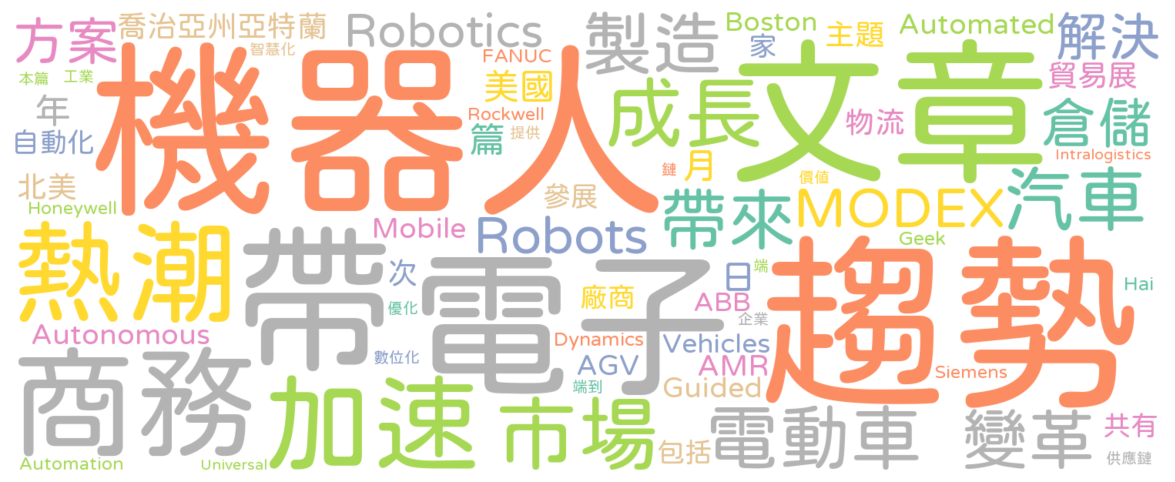 方案
喬治亞州亞特蘭
智慧化
Robotics
製造
Boston
家
主題
Automated
解決
本篇
工業
機器人
FANUC
美國
成長
文章
貿易展
年
Rockwell
提供
物流
倉儲
自動化
篇
鏈
月
價值
Intralogistics
北美
Honeywell
參展
帶來
MODEX
汽車
熱潮
帶
Mobile
Robots
Geek
電子
次
優化
廠商
日
端
趨勢
Hai
ABB
企業
Autonomous
數位化
Dynamics
Vehicles
商務
AGV
AMR
Siemens
加速
端到
Guided
市場
電動車
變革
共有
包括
供應鏈
Automation
Universal